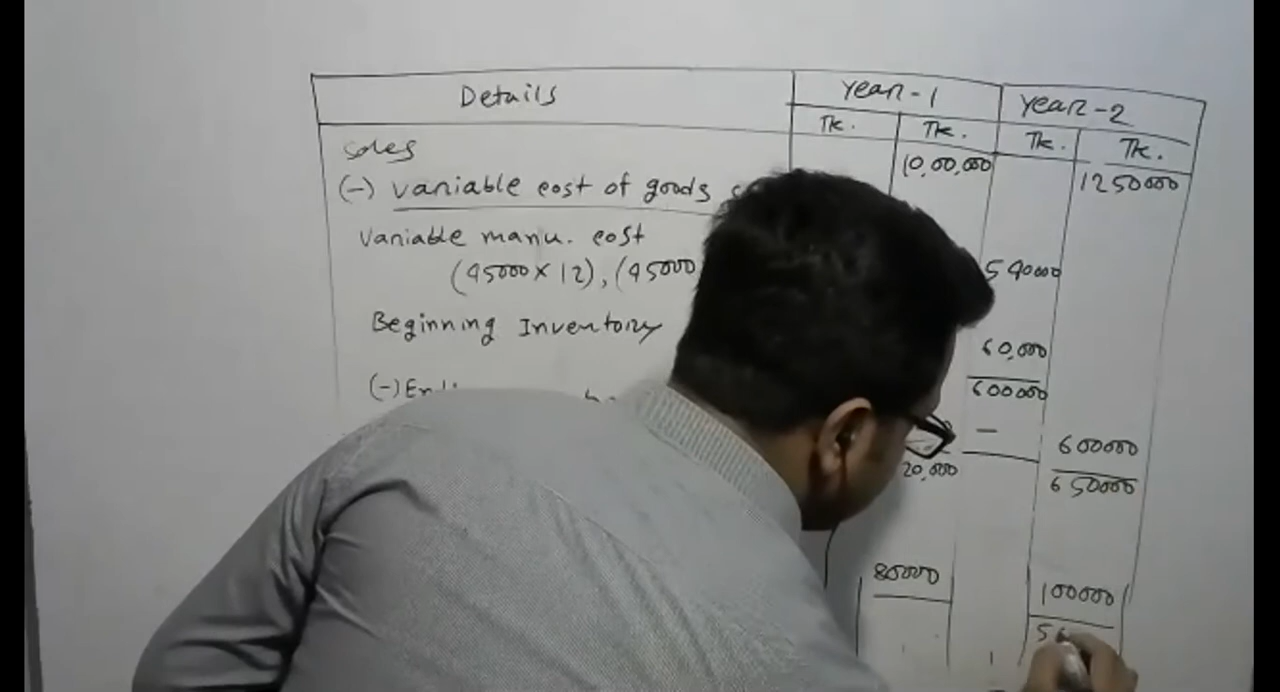 Details Year-1 Year-2
Tk. Tk. Tk. Tk.
Sales 10,00,000 1250000
(-) Variable cost of goods
Variable manu. cost
(45000×12), (45000 540000
Beginning Inventory 60,000
600000
(-) —
600000
20,000 650000
80000 100000
5